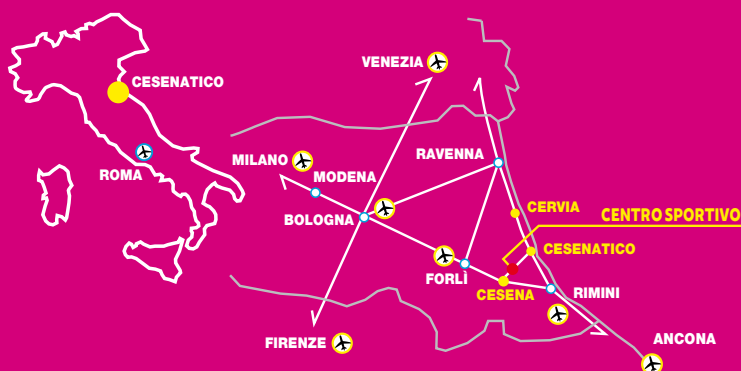 CESENATICO
ROMA
VENEZIA
MILANO
MODENA
RAVENNA
BOLOGNA
CERVIA
CENTRO SPORTIVO
CESENATICO
FORLÌ
CESENA
RIMINI
FIRENZE
ANCONA